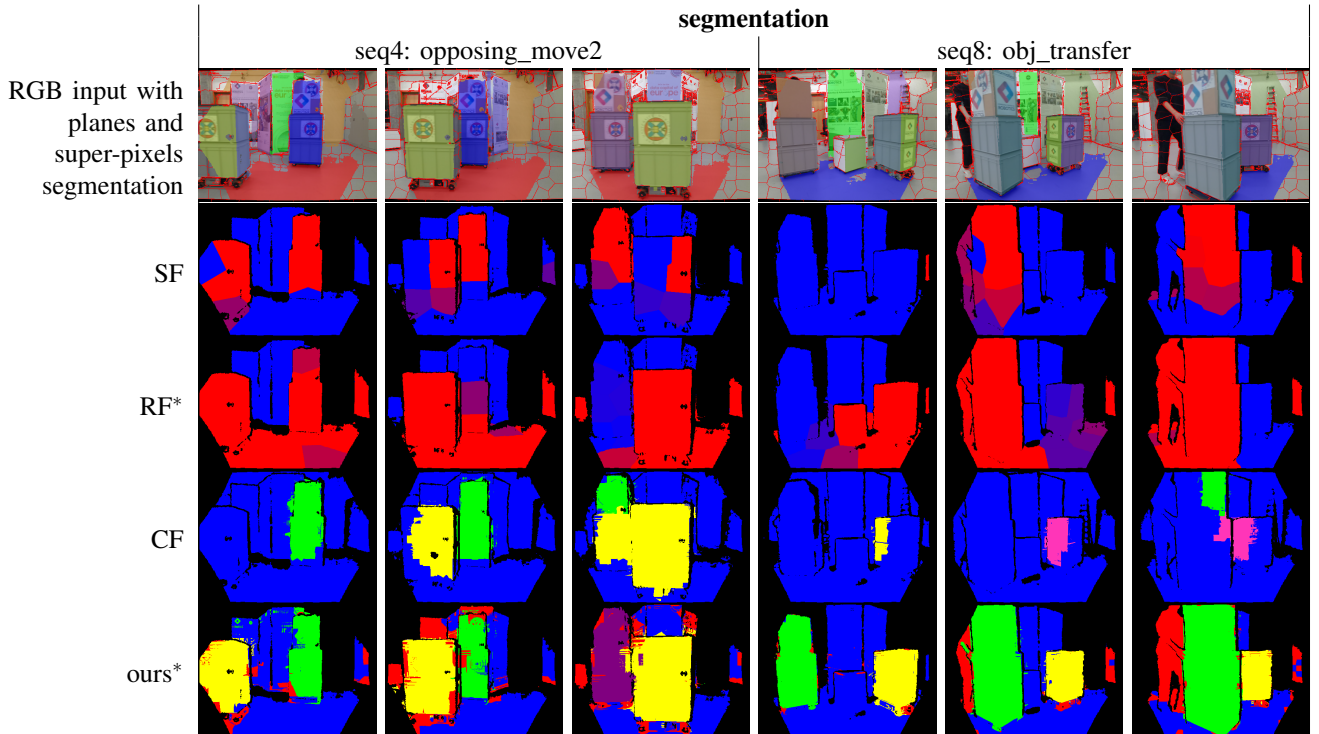 segmentation
seq4: opposing_move2
seq8: obj_transfer
RGB input with
planes and
super-pixels
segmentation
SF
RF*
CF
ours*